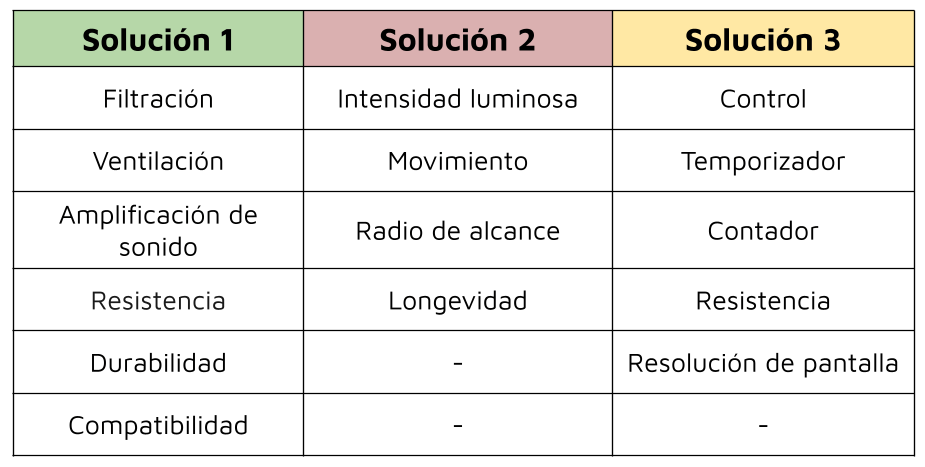 Solución 1 Solución 2 Solución 3
Filtración Intensidad luminosa Control
Ventilación Movimiento Temporizador
Amplificación de
sonido Radio de alcance Contador
Resistencia Longevidad Resistencia
Durabilidad - Resolución de pantalla
Compatibilidad - -